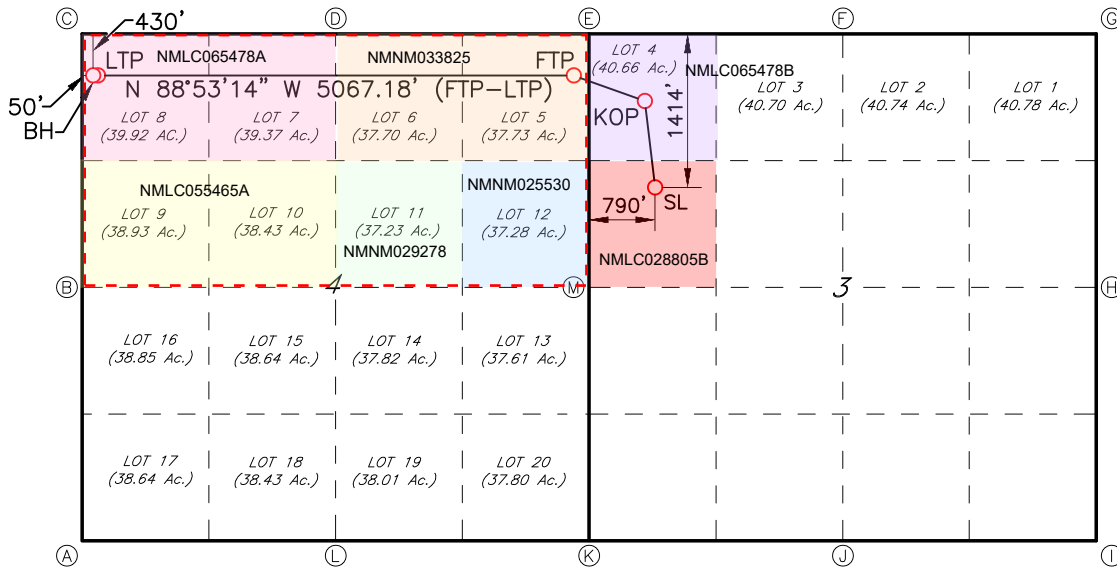 C
D
E
F
G
430'
LTP
NMLC065478A
NMNM033825
FTP
LOT 4
(40.66 Ac.)
NMLC065478B
50'
BH
N 88°53'14" W 5067.18' (FTP-LTP)
KOP
1414'
LOT 3
(40.70 Ac.)
LOT 2
(40.74 Ac.)
LOT 1
(40.78 Ac.)
LOT 8
(39.92 Ac.)
LOT 7
(39.37 Ac.)
LOT 6
(37.70 Ac.)
LOT 5
(37.73 Ac.)
NMLC055465A
NMNM025530
SL
790'
LOT 9
(38.93 Ac.)
LOT 10
(38.43 Ac.)
LOT 11
(37.23 Ac.)
LOT 12
(37.28 Ac.)
NMNM029278
NMLC028805B
B
4
M
3
H
LOT 16
(38.85 Ac.)
LOT 15
(38.64 Ac.)
LOT 14
(37.82 Ac.)
LOT 13
(37.61 Ac.)
LOT 17
(38.64 Ac.)
LOT 18
(38.43 Ac.)
LOT 19
(38.01 Ac.)
LOT 20
(37.80 Ac.)
A
L
K
J
I